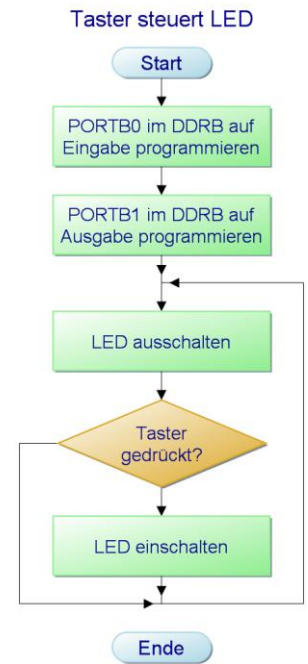 Taster steuert LED
Start
PORTB0 im DDRB auf
Eingabe programmieren
PORTB1 im DDRB auf
Ausgabe programmieren
LED ausschalten
Taster
gedrückt?
LED einschalten
Ende